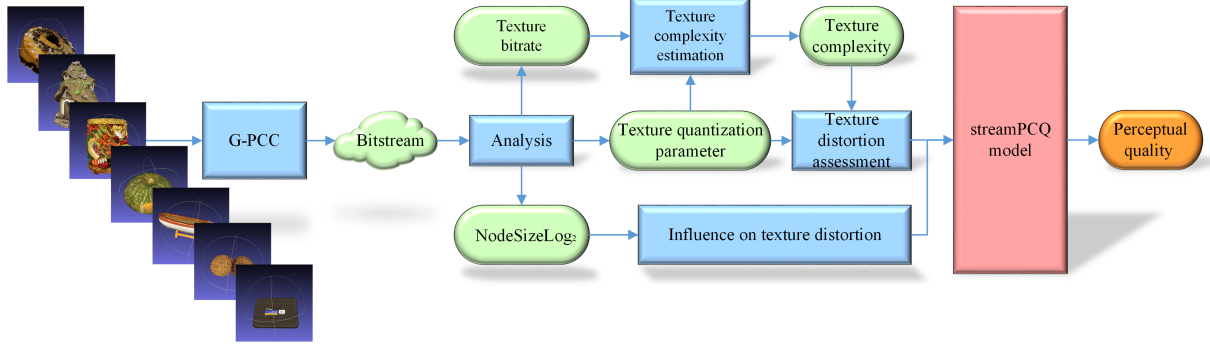 Texture
bitrate
Texture
complexity
estimation
Texture
complexity
G-PCC
Bitstream
Analysis
Texture quantization
parameter
Texture
distortion
assessment
streamPCQ
model
Perceptual
quality
NodeSizeLog₂
Influence on texture distortion